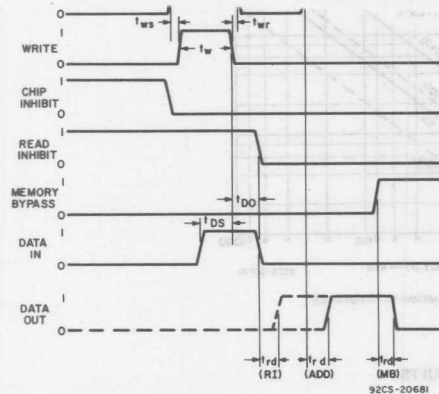 0
tws
twr
1
WRITE
tw
0
1
CHIP
INHIBIT
0
1
READ
INHIBIT
0
MEMORY
BYPASS
1
tDO
0
tDS
DATA
IN
1
0
DATA
OUT
1
0
trd
(RI)
trd
(ADD)
trd
(MB)
92CS-20681